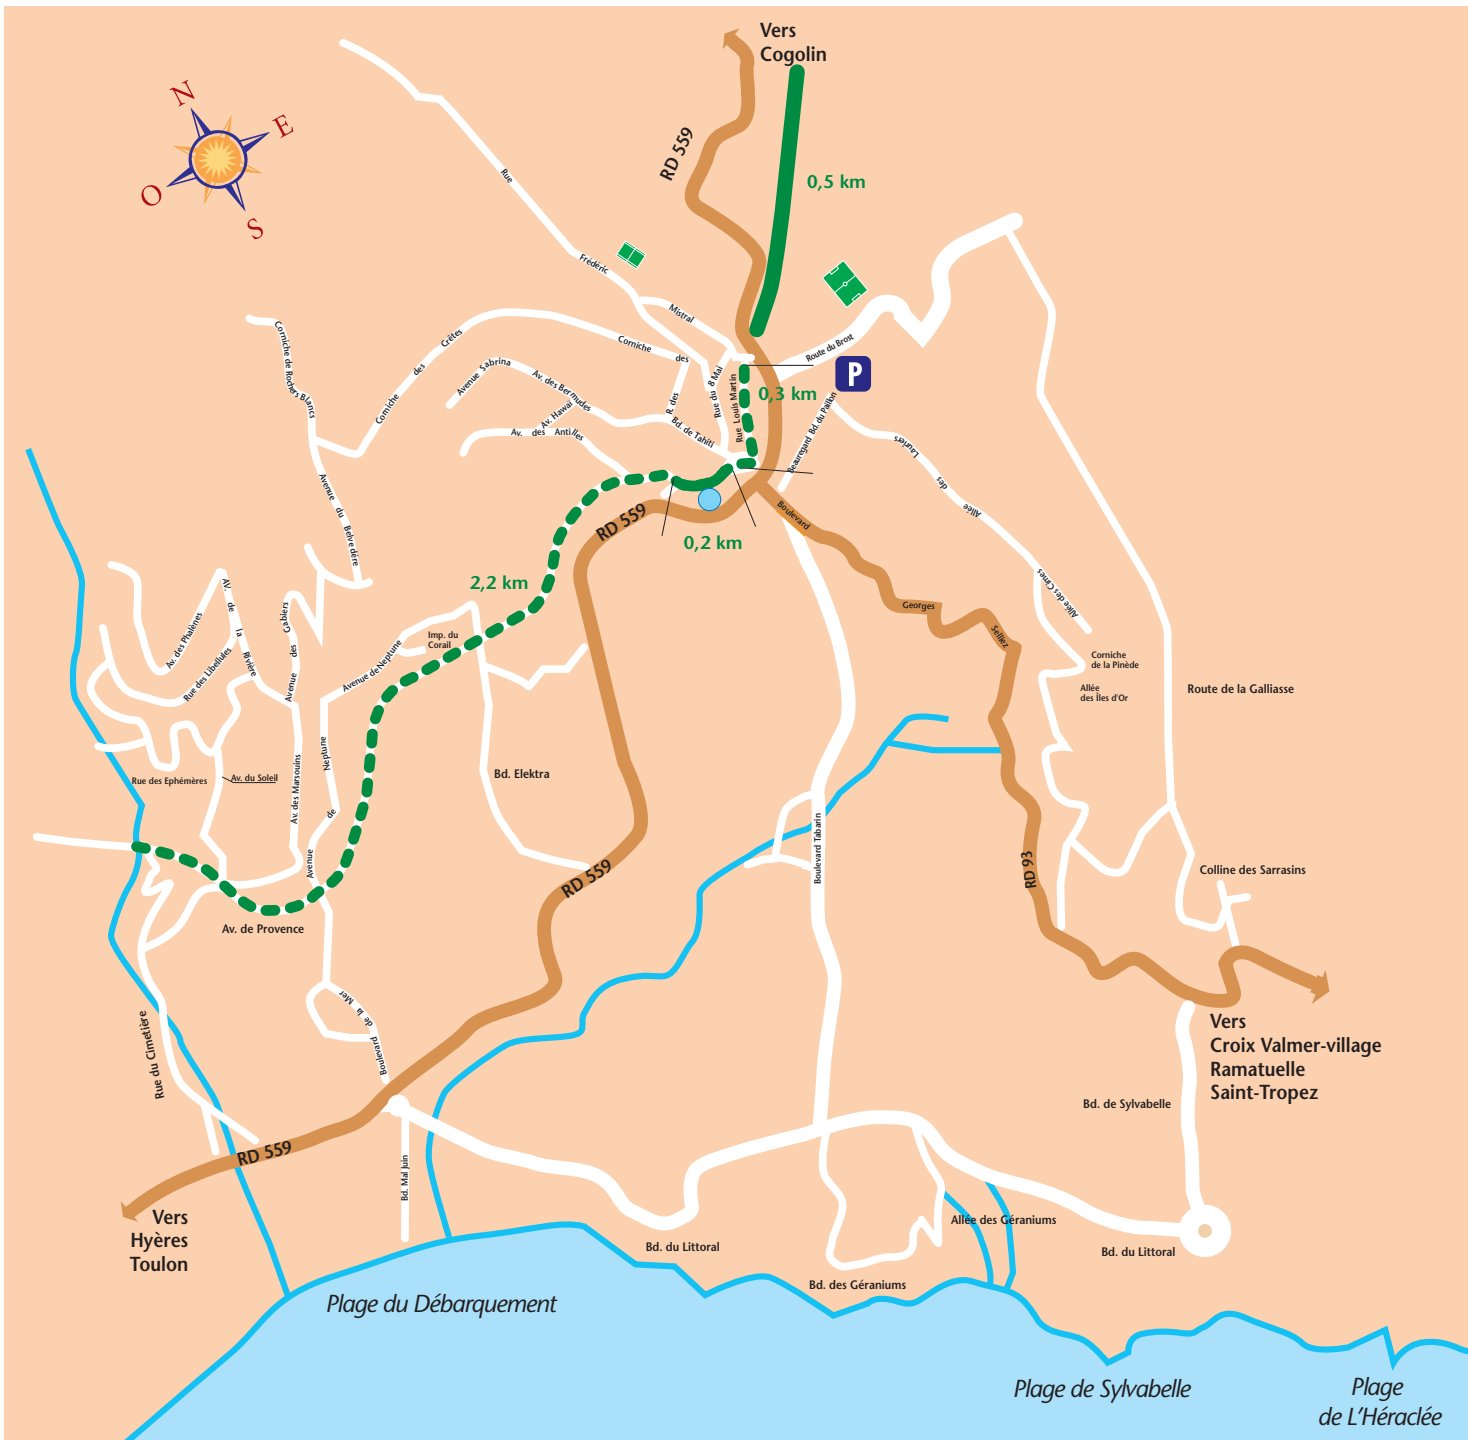 Vers
Cogolin
N
E
O
S
RD 559
0,5 km
Rue
Frédéric
Mistral
Corniche de Rochers Blancs
Corniche
des
Crêtes
Corniche
des
Route du Brost
P
Avenue Sabrina
Av. des Bermudes
Av. Hawai
Av. des Antilles
R. des
Bd. de Tahiti
Rue du 8 Mai
Rue Louis Martin
0,3 km
Beauregard Bd. du Pallon
Allée
des
Lauriers
Avenue du Belvédère
RD 559
0,2 km
2,2 km
Boulevard
Georges
Selliez
Allée des Cimes
Corniche
de la Pinède
Allée
des Îles d'Or
Route de la Galliasse
Av. des Phalènes
Rue des Libellules
AV. de la Rivière
Avenue des Gabiers
Avenue de Neptune
Imp. du
Corail
Rue des Ephémères
Av. du Soleil
Av. des Marsouins
Avenue de Neptune
Bd. Elektra
Boulevard Tabarin
RD 93
RD 559
Colline des Sarrasins
Av. de Provence
Rue du Cimetière
Boulevard de la Mer
Vers
Croix Valmer-village
Ramatuelle
Saint-Tropez
Bd. de Sylvabelle
RD 559
Bd. Mal Juin
Vers
Hyères
Toulon
Bd. du Littoral
Allée des Géraniums
Bd. du Littoral
Bd. des Géraniums
Plage du Débarquement
Plage de Sylvabelle
Plage
de L'Héraclée